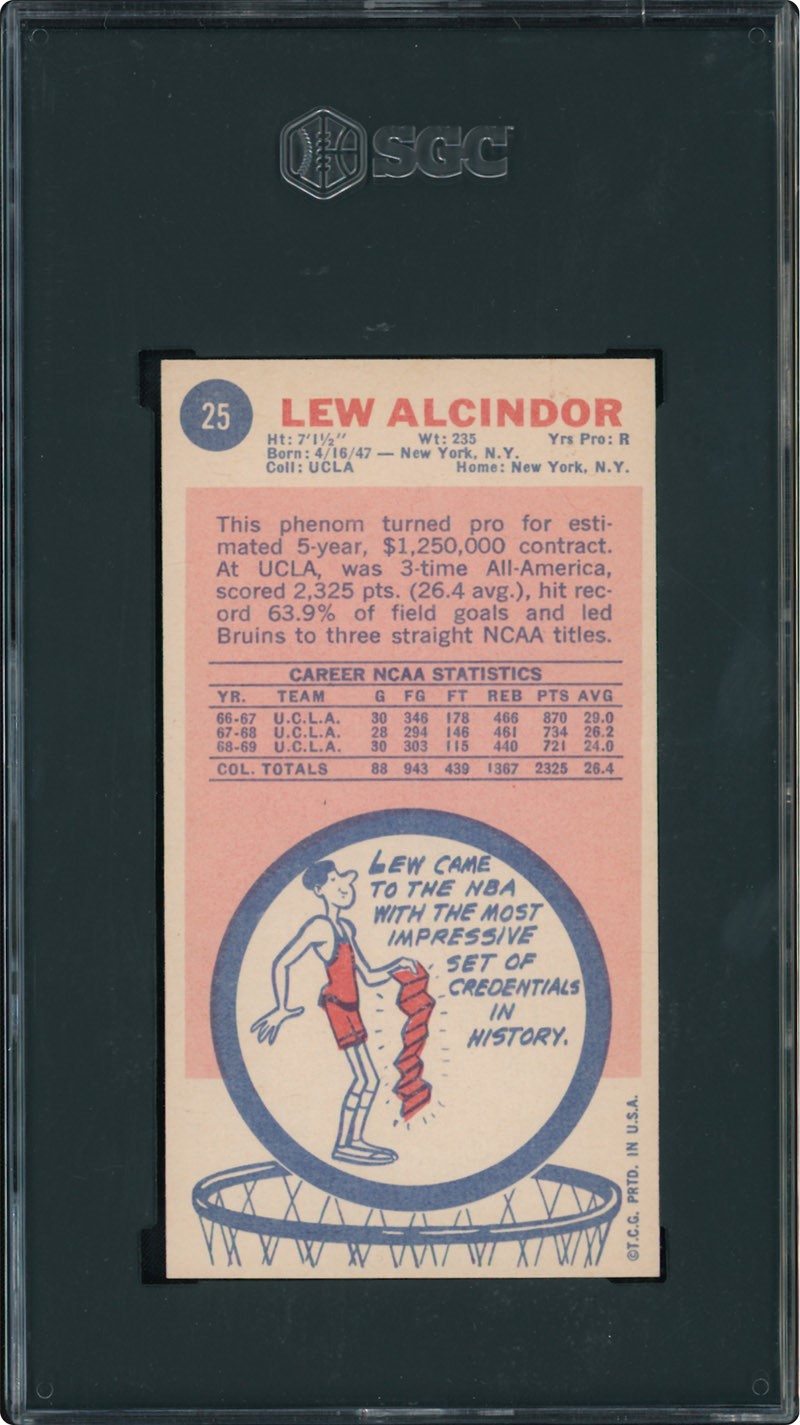 SGC
25
LEW ALCINDOR
Ht: 7'1½" Wt: 235 Yrs Pro: R
Born: 4/16/47 — New York, N.Y.
Coll: UCLA Home: New York, N.Y.
This phenom turned pro for esti-
mated 5-year, $1,250,000 contract.
At UCLA, was 3-time All-America,
scored 2,325 pts. (26.4 avg.), hit rec-
ord 63.9% of field goals and led
Bruins to three straight NCAA titles.
CAREER NCAA STATISTICS
YR. TEAM G FG FT REB PTS AVG
66-67 U.C.L.A. 30 346 178 466 870 29.0
67-68 U.C.L.A. 28 294 146 461 734 26.2
68-69 U.C.L.A. 30 303 115 440 721 24.0
COL. TOTALS 88 943 439 1367 2325 26.4
LEW CAME
TO THE NBA
WITH THE MOST
IMPRESSIVE
SET OF
CREDENTIALS
IN
HISTORY.
©T.C.G. PRTD. IN U.S.A.